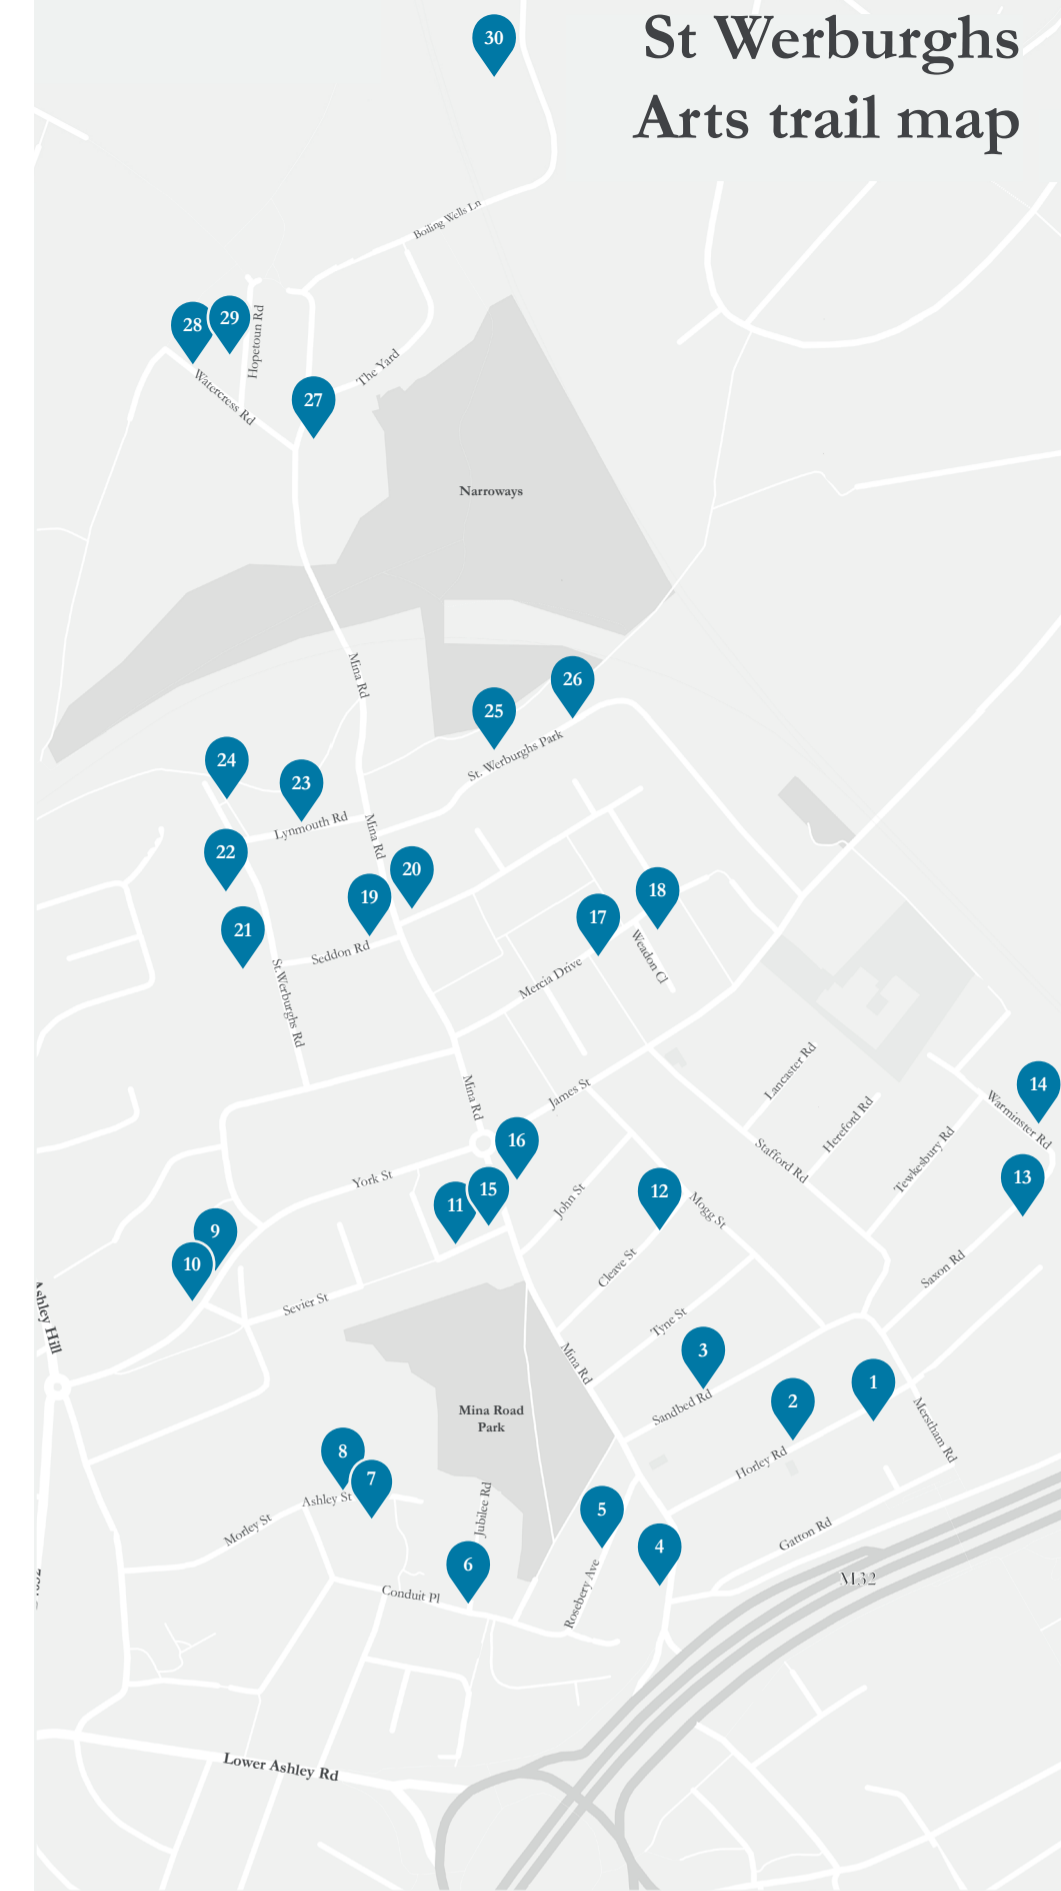 St Werburghs
Arts trail map
30
Boiling Wells Ln
28
29
Hopetoun Rd
Watercress Rd
27
The Yard
Narroways
Mina Rd
26
25
St. Werburghs Park
24
23
Lynmouth Rd
Mina Rd
22
20
19
18
17
21
Seddon Rd
St.Werburghs Rd
Mercia Drive
Weadon Cl
Lancaster Rd
14
Warminster Rd
Mina Rd
James St
Hereford Rd
Tewkesbury Rd
Stafford Rd
16
York St
15
11
John St
12
Mogg St
13
9
10
Cleave St
Saxon Rd
Ashley Hill
Sevier St
Tyne St
Mina Rd
3
Sandbed Rd
2
1
Merstham Rd
Mina Road
Park
Horley Rd
8
7
Ashley St
Morley St
Jubilee Rd
5
4
Gatton Rd
M32
6
Conduit Pl
Rosebery Ave
Lower Ashley Rd